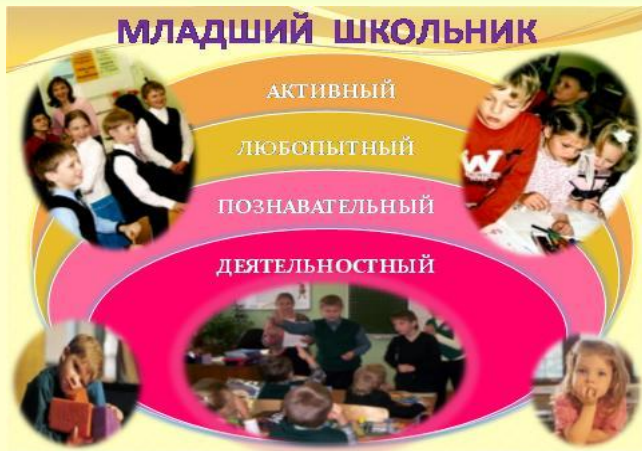 МЛАДШИЙ ШКОЛЬНИК
АКТИВНЫЙ
ЛЮБОПЫТНЫЙ
ПОЗНАВАТЕЛЬНЫЙ
ДЕЯТЕЛЬНОСТНЫЙ
W